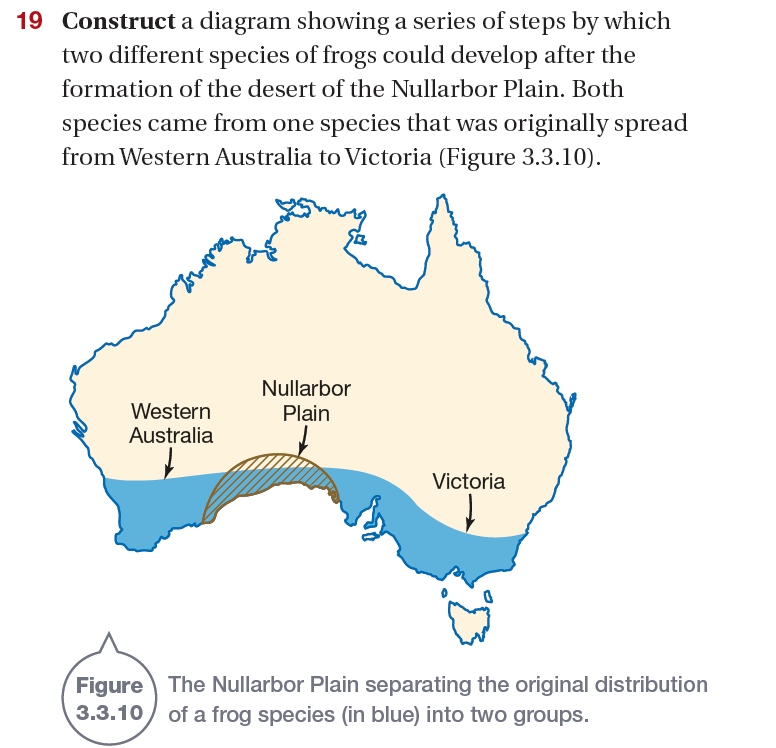 19 Construct a diagram showing a series of steps by which
two different species of frogs could develop after the
formation of the desert of the Nullarbor Plain. Both
species came from one species that was originally spread
from Western Australia to Victoria (Figure 3.3.10).
Nullarbor
Plain
Western
Australia
Victoria
Figure
3.3.10
The Nullarbor Plain separating the original distribution
of a frog species (in blue) into two groups.